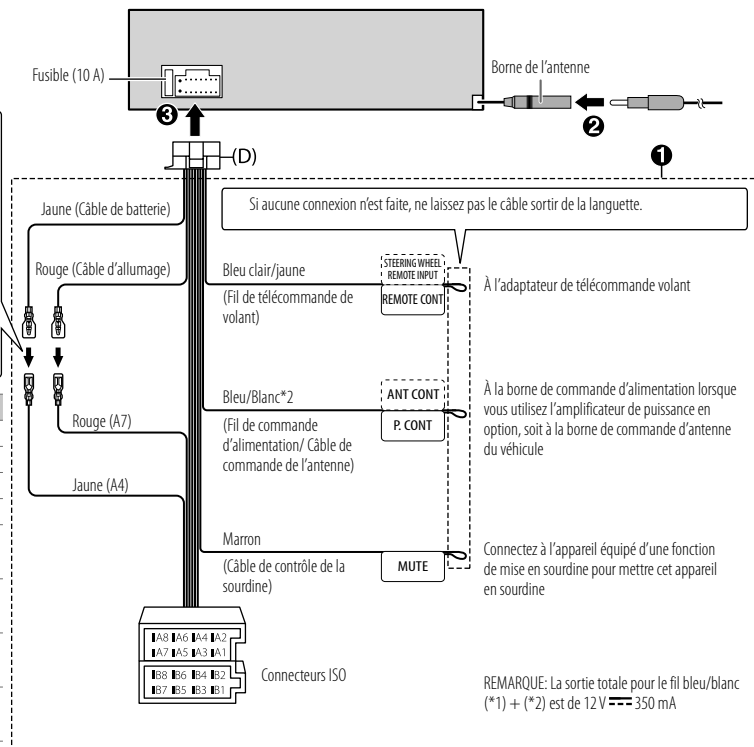 Fusible (10 A)
Borne de l'antenne
❸
❷
(D)
❶
Jaune (Câble de batterie)
Si aucune connexion n'est faite, ne laissez pas le câble sortir de la languette.
Rouge (Câble d'allumage)
Bleu clair/jaune
(Fil de télécommande de
volant)
STEERING WHEEL
REMOTE INPUT
REMOTE CONT
À l'adaptateur de télécommande volant
Bleu/Blanc*2
(Fil de commande
d'alimentation/ Câble de
commande de l'antenne)
ANT CONT
P. CONT
À la borne de commande d'alimentation lorsque
vous utilisez l'amplificateur de puissance en
option, soit à la borne de commande d'antenne
du véhicule
Rouge (A7)
Jaune (A4)
Marron
(Câble de contrôle de la
sourdine)
MUTE
Connectez à l'appareil équipé d'une fonction
de mise en sourdine pour mettre cet appareil
en sourdine
A8 A6 A4 A2
A7 A5 A3 A1
B8 B6 B4 B2
B7 B5 B3 B1
Connecteurs ISO
REMARQUE: La sortie totale pour le fil bleu/blanc
(*1) + (*2) est de 12 V ⎓ 350 mA